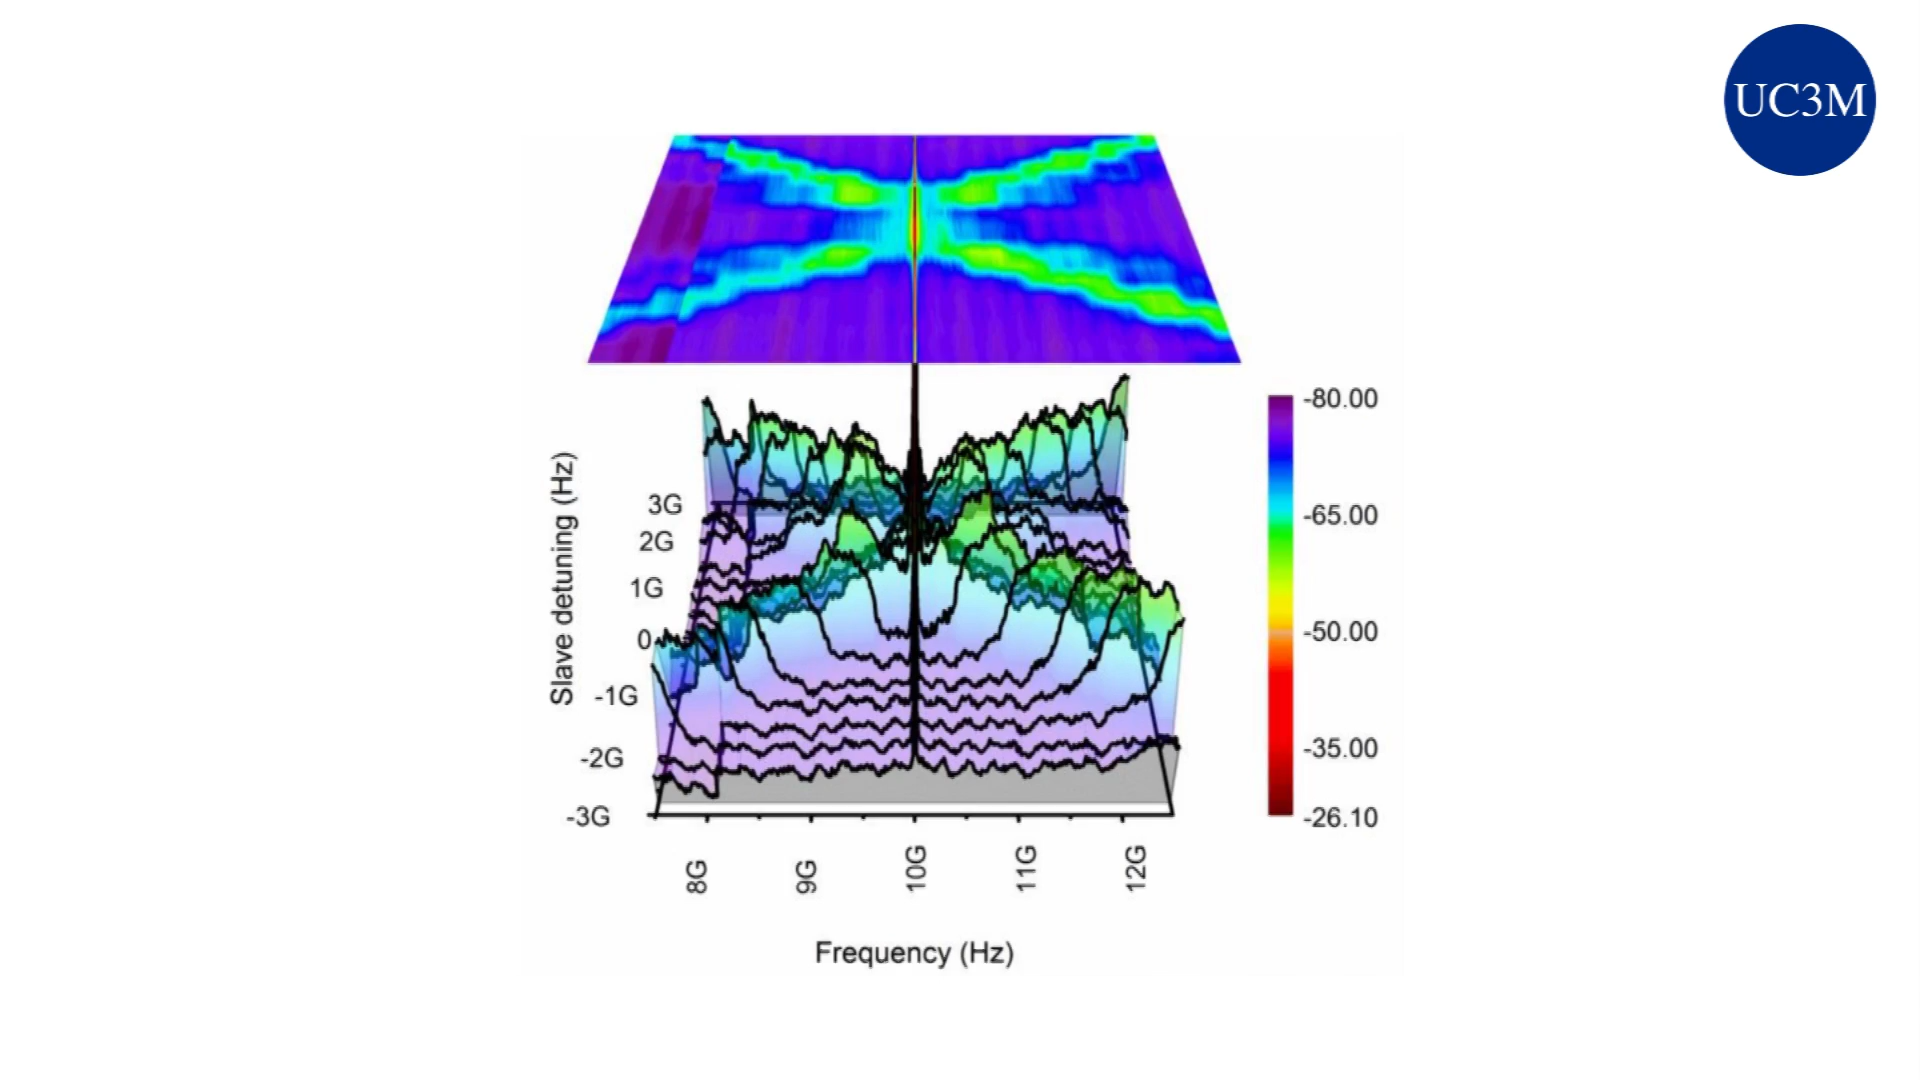 UC3M
Slave detuning (Hz)
3G
2G
1G
0
-1G
-2G
-3G
8G
9G
10G
11G
12G
Frequency (Hz)
-80.00
-65.00
-50.00
-35.00
-26.10